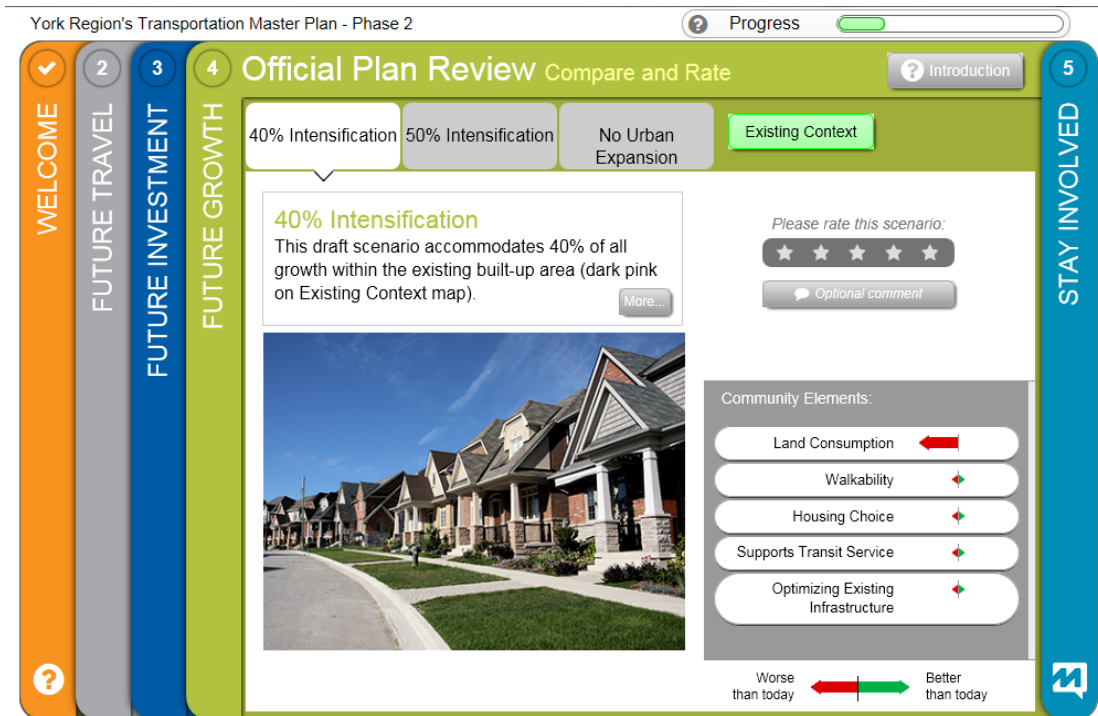 York Region's Transportation Master Plan - Phase 2
? Progress
WELCOME
?
2
FUTURE TRAVEL
3
FUTURE INVESTMENT
4
FUTURE GROWTH
Official Plan Review Compare and Rate
? Introduction
40% Intensification
50% Intensification
No Urban
Expansion
Existing Context
40% Intensification
This draft scenario accommodates 40% of all
growth within the existing built-up area (dark pink
on Existing Context map).
More...
Please rate this scenario:
Optional comment
Community Elements:
Land Consumption
Walkability
Housing Choice
Supports Transit Service
Optimizing Existing
Infrastructure
Worse
than today
Better
than today
5
STAY INVOLVED